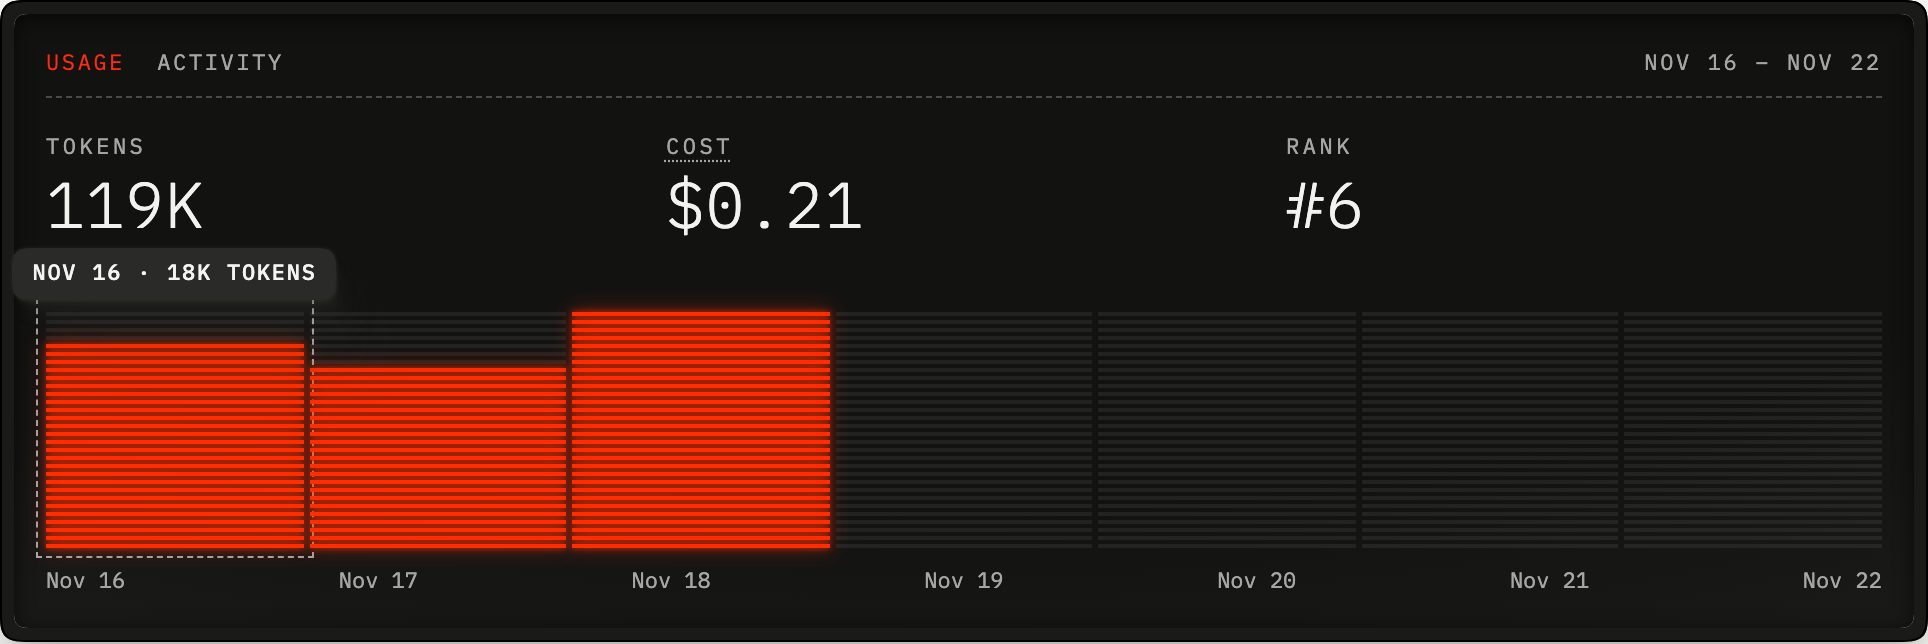 USAGE ACTIVITY NOV 16 – NOV 22
TOKENS COST RANK
119K $0.21 #6
NOV 16 · 18K TOKENS
Nov 16 Nov 17 Nov 18 Nov 19 Nov 20 Nov 21 Nov 22